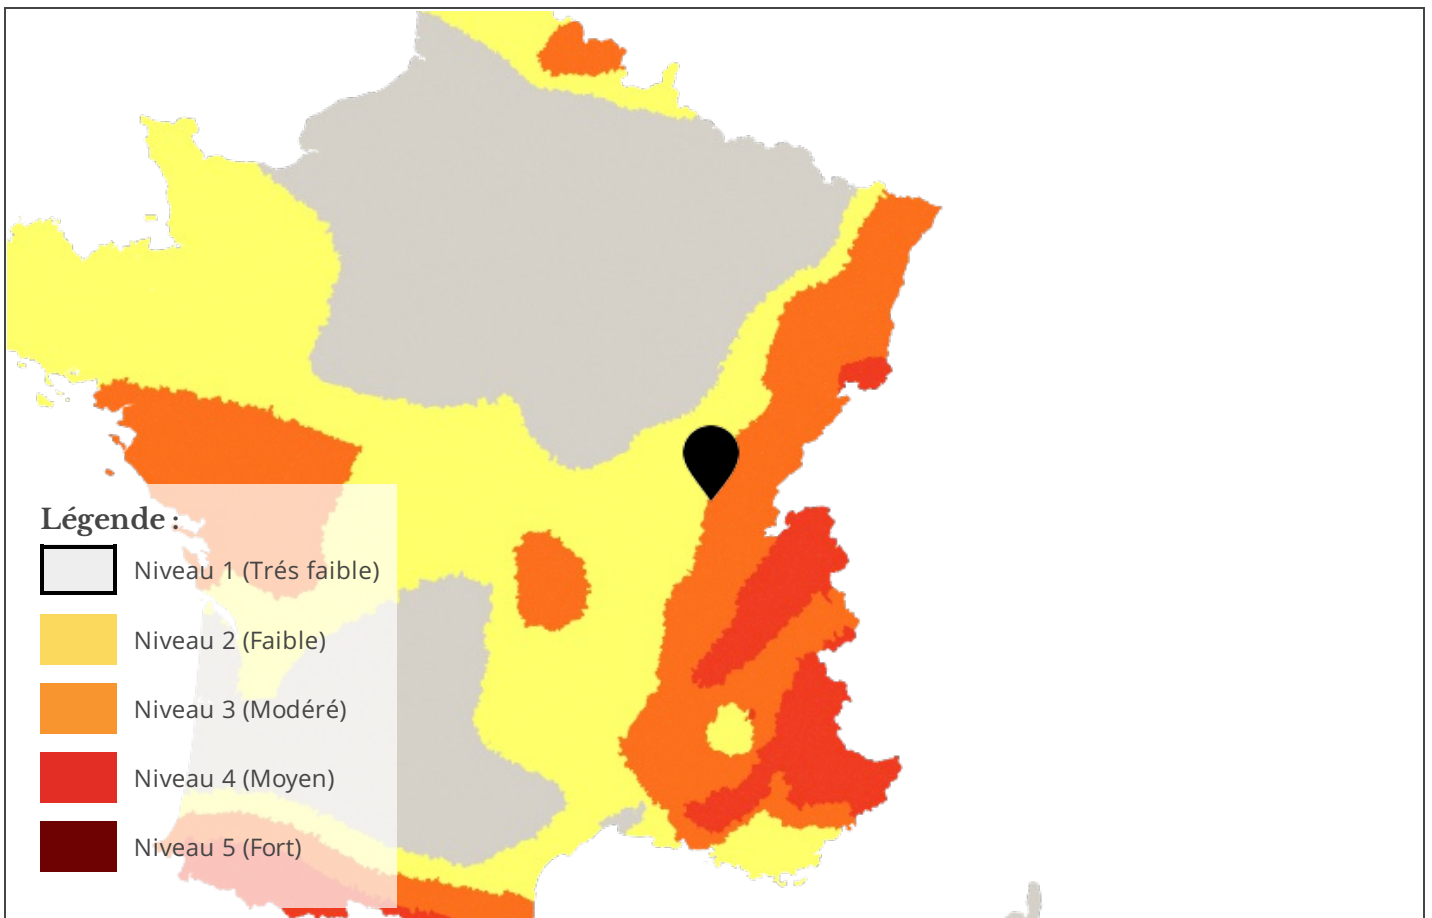 Légende :
Niveau 1 (Trés faible)
Niveau 2 (Faible)
Niveau 3 (Modéré)
Niveau 4 (Moyen)
Niveau 5 (Fort)